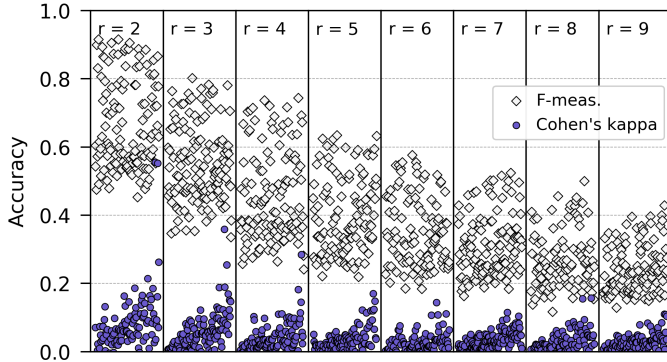 1.0
0.8
0.6
0.4
0.2
0.0
Accuracy
r = 2
r = 3
r = 4
r = 5
r = 6
r = 7
r = 8
r = 9
F-meas.
Cohen's kappa